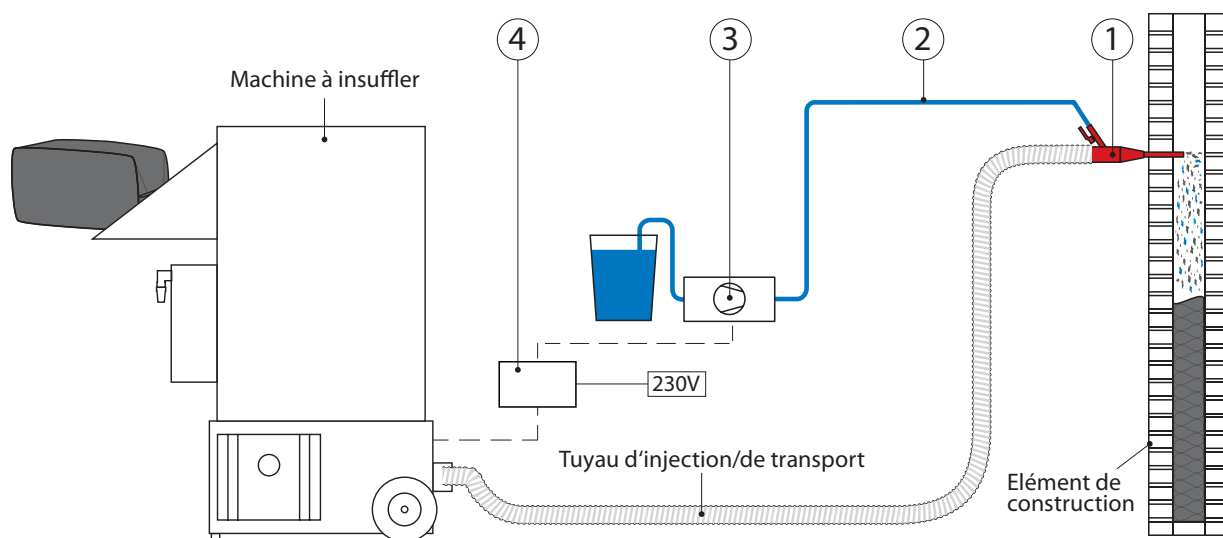 4
3
2
1
Machine à insuffler
230V
Tuyau d‘injection/de transport
Elément de
construction